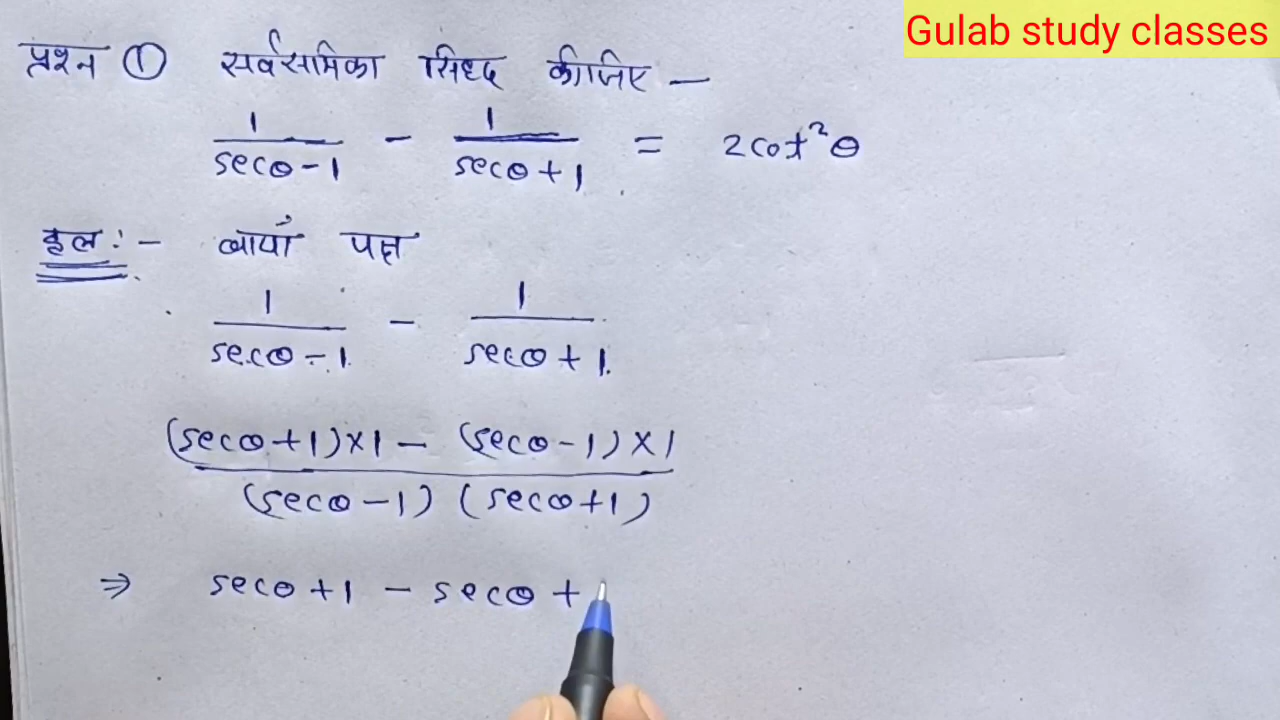 Gulab study classes
प्रश्न ① सर्वसमिका सिध्द कीजिए —
1/(secθ-1) - 1/(secθ+1) = 2cot²θ
हल :- बायाँ पक्ष
1/(secθ-1) - 1/(secθ+1)
((secθ+1)×1 - (secθ-1)×1)/((secθ-1)(secθ+1))
⇒ secθ+1 - secθ+